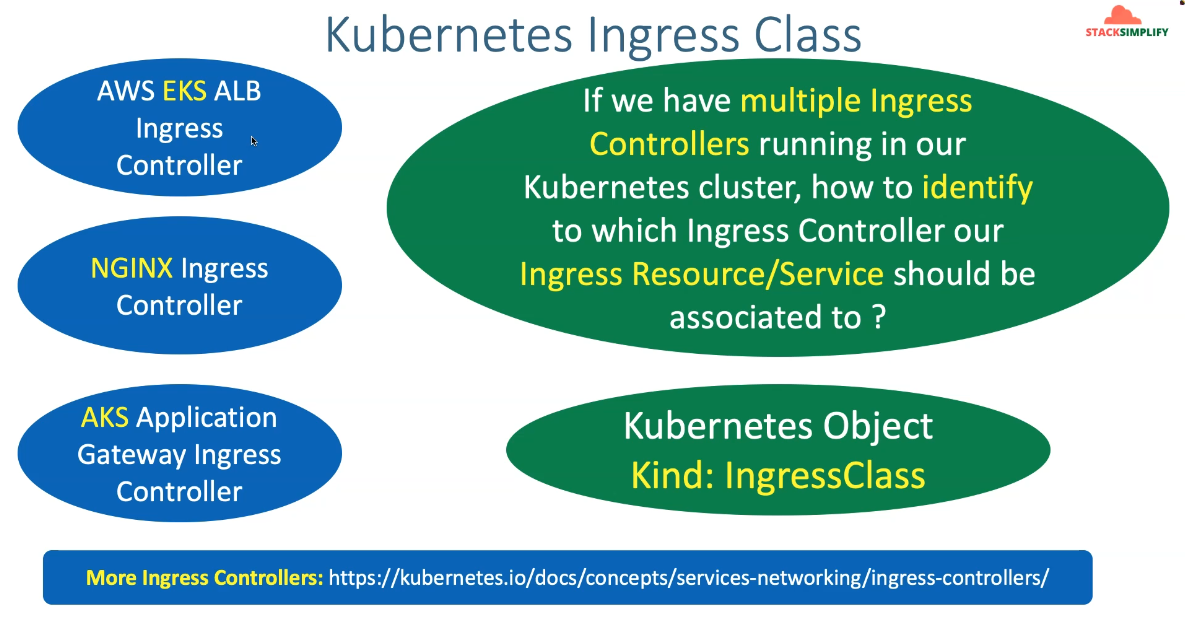 Kubernetes Ingress Class
STACKSIMPLIFY
AWS EKS ALB
Ingress
Controller
NGINX Ingress
Controller
AKS Application
Gateway Ingress
Controller
If we have multiple Ingress
Controllers running in our
Kubernetes cluster, how to identify
to which Ingress Controller our
Ingress Resource/Service should be
associated to ?
Kubernetes Object
Kind: IngressClass
More Ingress Controllers: https://kubernetes.io/docs/concepts/services-networking/ingress-controllers/